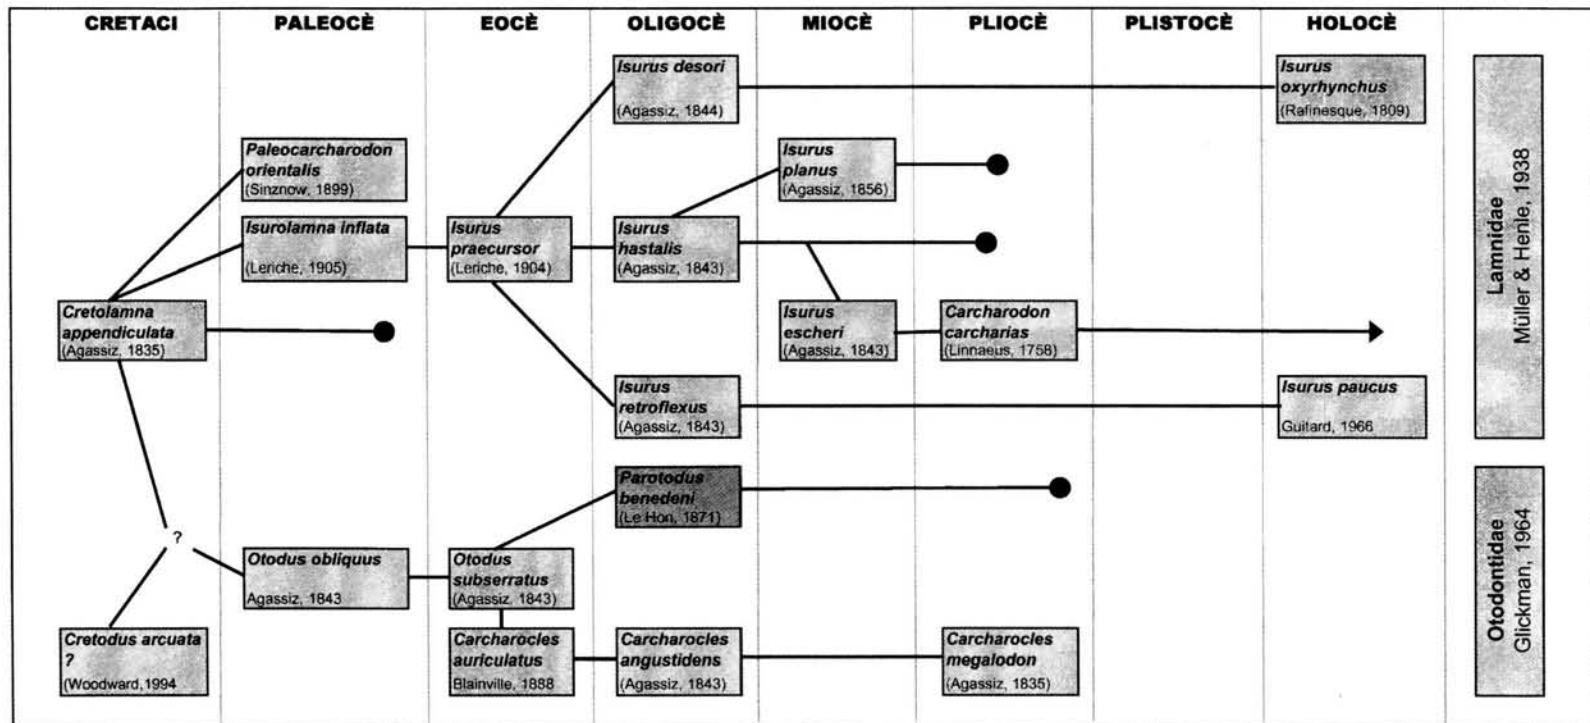 CRETACI
PALEOCÈ
EOCÈ
OLIGOCÈ
MIOCÈ
PLIOCÈ
PLISTOCÈ
HOLOCÈ
Isurus desori
(Agassiz, 1844)
Isurus
oxyrhynchus
(Rafinesque, 1809)
Paleocarcharodon
orientalis
(Sinznow, 1899)
Isurus
planus
(Agassiz, 1856)
Isurolamna inflata
(Leriche, 1905)
Isurus
praecursor
(Leriche, 1904)
Isurus
hastalis
(Agassiz, 1843)
Cretolamna
appendiculata
(Agassiz, 1835)
Isurus
escheri
(Agassiz, 1843)
Carcharodon
carcharias
(Linnaeus, 1758)
Isurus
retroflexus
(Agassiz, 1843)
Isurus paucus
Guitard, 1966
Lamnidae
Müller & Henle, 1938
Parotodus
benedeni
(Le Hon, 1871)
?
Otodus obliquus
Agassiz, 1843
Otodus
subserratus
(Agassiz, 1843)
Cretodus arcuata
?
(Woodward,1994
Carcharocles
auriculatus
Blainville, 1888
Carcharocles
angustidens
(Agassiz, 1843)
Carcharocles
megalodon
(Agassiz, 1835)
Otodontidae
Glickman, 1964